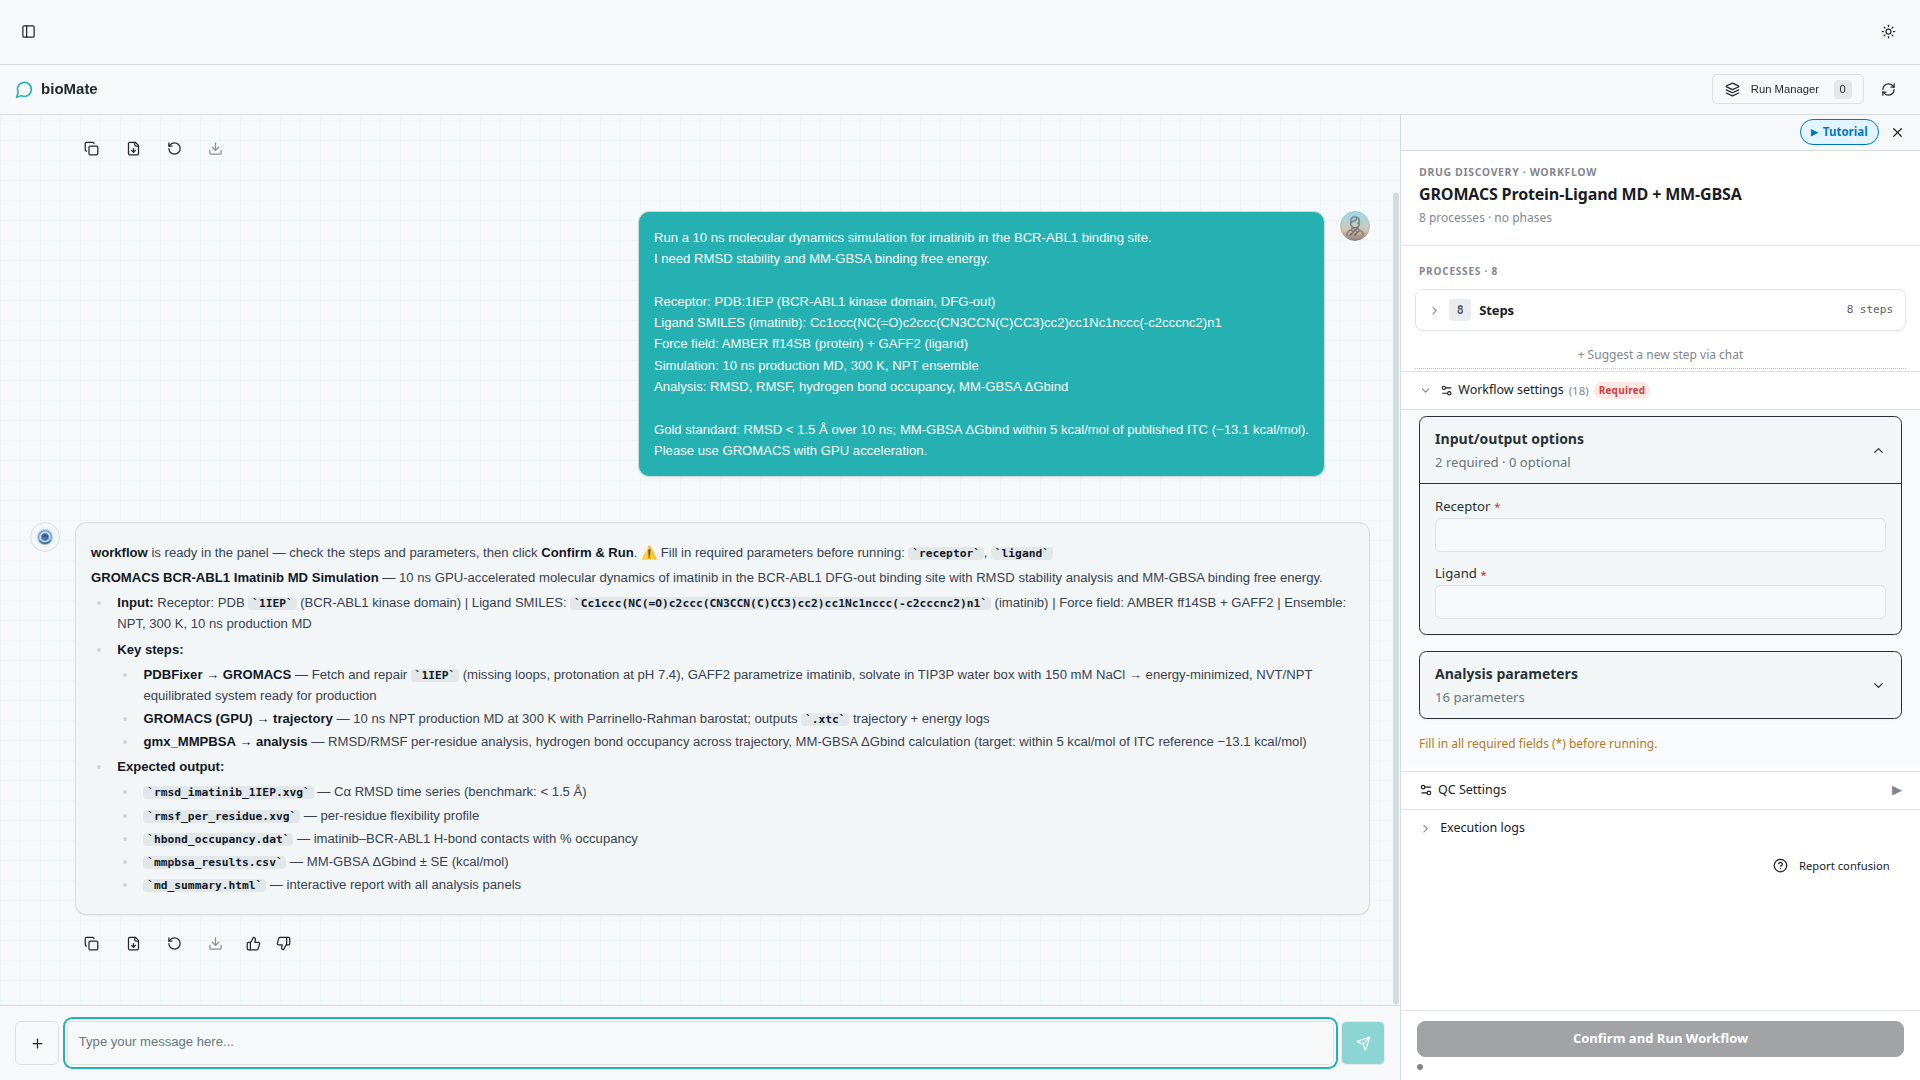 bioMate
Run Manager 0
Run a 10 ns molecular dynamics simulation for imatinib in the BCR-ABL1 binding site.
I need RMSD stability and MM-GBSA binding free energy.
Receptor: PDB:1IEP (BCR-ABL1 kinase domain, DFG-out)
Ligand SMILES (imatinib): Cc1ccc(NC(=O)c2ccc(CN3CCN(C)CC3)cc2)cc1Nc1nccc(-c2cccnc2)n1
Force field: AMBER ff14SB (protein) + GAFF2 (ligand)
Simulation: 10 ns production MD, 300 K, NPT ensemble
Analysis: RMSD, RMSF, hydrogen bond occupancy, MM-GBSA ΔGbind
Gold standard: RMSD < 1.5 Å over 10 ns; MM-GBSA ΔGbind within 5 kcal/mol of published ITC (−13.1 kcal/mol).
Please use GROMACS with GPU acceleration.
workflow is ready in the panel — check the steps and parameters, then click Confirm & Run. ⚠️ Fill in required parameters before running: `receptor`, `ligand`
GROMACS BCR-ABL1 Imatinib MD Simulation — 10 ns GPU-accelerated molecular dynamics of imatinib in the BCR-ABL1 DFG-out binding site with RMSD stability analysis and MM-GBSA binding free energy.
Input: Receptor: PDB `1IEP` (BCR-ABL1 kinase domain) | Ligand SMILES: `Cc1ccc(NC(=O)c2ccc(CN3CCN(C)CC3)cc2)cc1Nc1nccc(-c2cccnc2)n1` (imatinib) | Force field: AMBER ff14SB + GAFF2 | Ensemble:
NPT, 300 K, 10 ns production MD
Key steps:
PDBFixer → GROMACS — Fetch and repair `1IEP` (missing loops, protonation at pH 7.4), GAFF2 parametrize imatinib, solvate in TIP3P water box with 150 mM NaCl → energy-minimized, NVT/NPT
equilibrated system ready for production
GROMACS (GPU) → trajectory — 10 ns NPT production MD at 300 K with Parrinello-Rahman barostat; outputs `.xtc` trajectory + energy logs
gmx_MMPBSA → analysis — RMSD/RMSF per-residue analysis, hydrogen bond occupancy across trajectory, MM-GBSA ΔGbind calculation (target: within 5 kcal/mol of ITC reference −13.1 kcal/mol)
Expected output:
`rmsd_imatinib_1IEP.xvg` — Cα RMSD time series (benchmark: < 1.5 Å)
`rmsf_per_residue.xvg` — per-residue flexibility profile
`hbond_occupancy.dat` — imatinib–BCR-ABL1 H-bond contacts with % occupancy
`mmpbsa_results.csv` — MM-GBSA ΔGbind ± SE (kcal/mol)
`md_summary.html` — interactive report with all analysis panels
Type your message here...
▶ Tutorial
DRUG DISCOVERY · WORKFLOW
GROMACS Protein-Ligand MD + MM-GBSA
8 processes · no phases
PROCESSES · 8
8 Steps 8 steps
+ Suggest a new step via chat
Workflow settings (18) Required
Input/output options
2 required · 0 optional
Receptor *
Ligand *
Analysis parameters
16 parameters
Fill in all required fields (*) before running.
QC Settings ▶
Execution logs
Report confusion
Confirm and Run Workflow